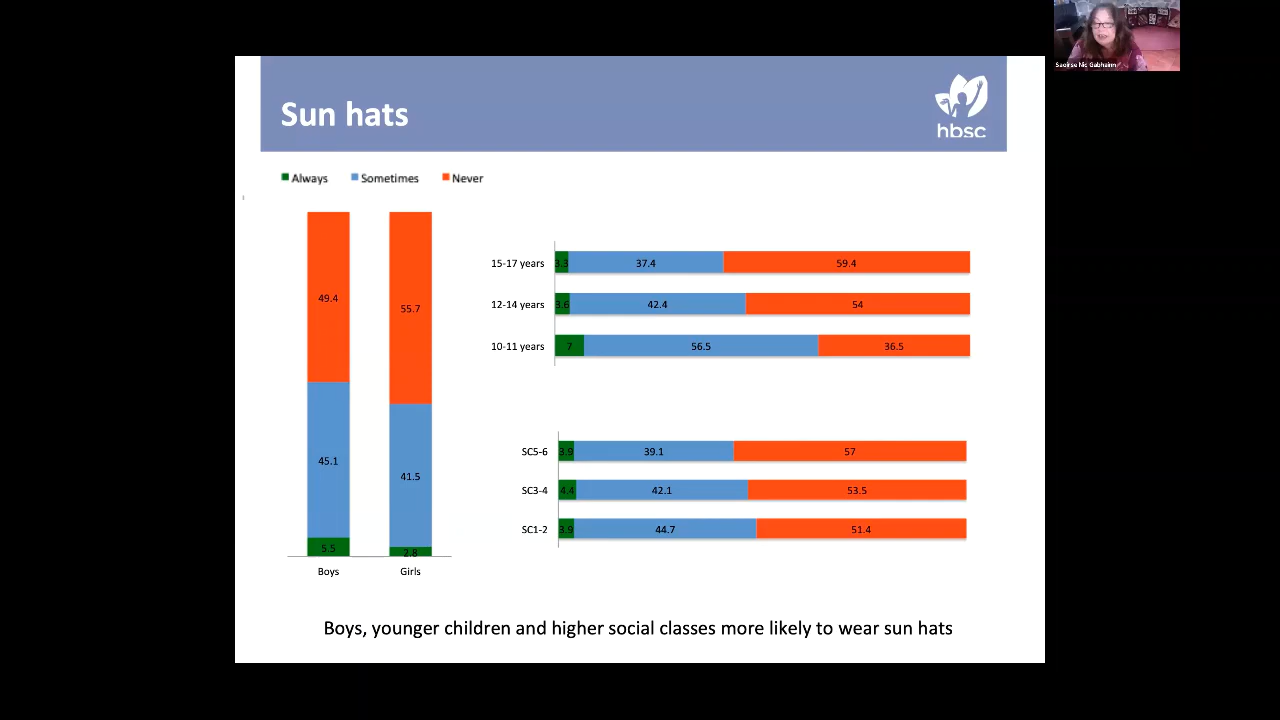 Saoirse Nic Gabhainn
Sun hats
hbsc
Always Sometimes Never
49.4
45.1
5.5
Boys
55.7
41.5
2.8
Girls
15-17 years 3.3 37.4 59.4
12-14 years 3.6 42.4 54
10-11 years 7 56.5 36.5
SC5-6 3.9 39.1 57
SC3-4 4.4 42.1 53.5
SC1-2 3.9 44.7 51.4
Boys, younger children and higher social classes more likely to wear sun hats